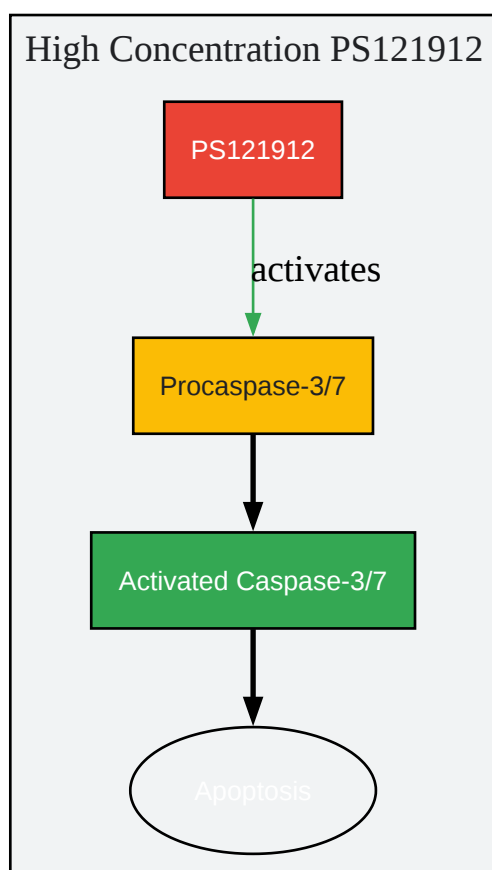 High Concentration PS121912
PS121912
activates
Procaspase-3/7
Activated Caspase-3/7
Apoptosis